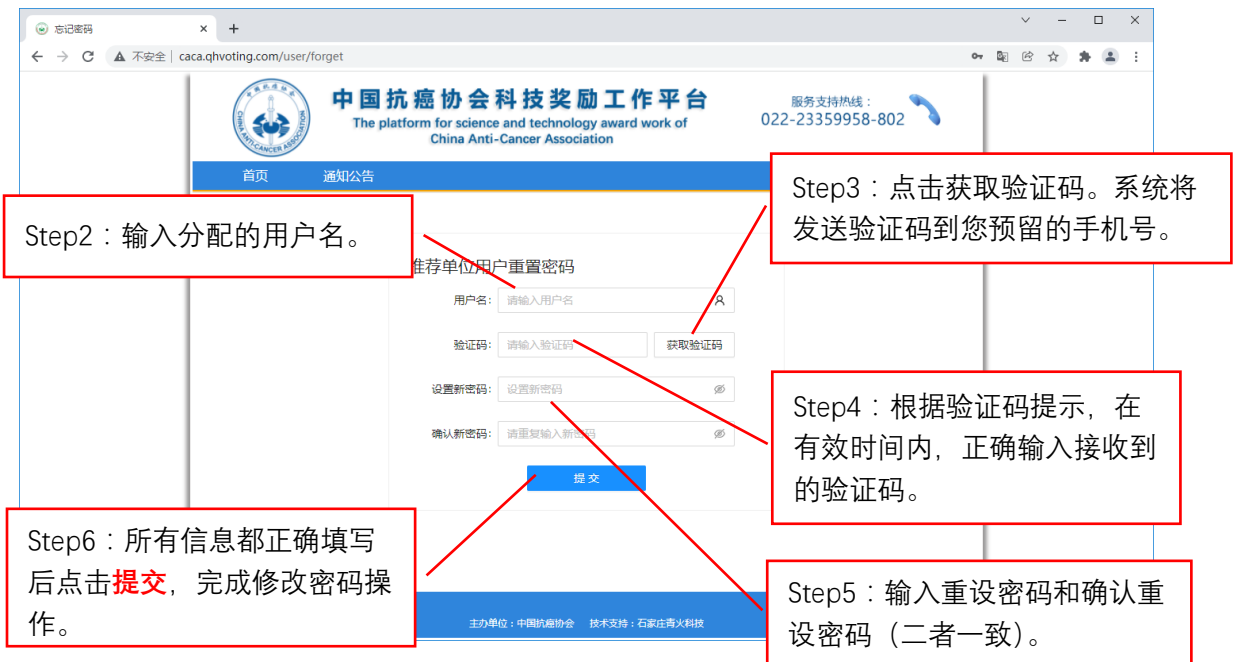 忘记密码
不安全 | caca.qhvoting.com/user/forget
中国抗癌协会科技奖励工作平台
The platform for science and technology award work of
China Anti-Cancer Association
服务支持热线：
022-23359958-802
CHINA ANTI-CANCER ASSOCIATION
首页 通知公告
Step3：点击获取验证码。系统将
发送验证码到您预留的手机号。
Step2：输入分配的用户名。
推荐单位用户重置密码
用户名: 请输入用户名
验证码: 请输入验证码 获取验证码
设置新密码: 设置新密码
确认新密码: 请重复输入新密码
提 交
Step4：根据验证码提示，在
有效时间内，正确输入接收到
的验证码。
Step6：所有信息都正确填写
后点击提交，完成修改密码操
作。
Step5：输入重设密码和确认重
设密码（二者一致）。
主办单位：中国抗癌协会 技术支持：石家庄青火科技